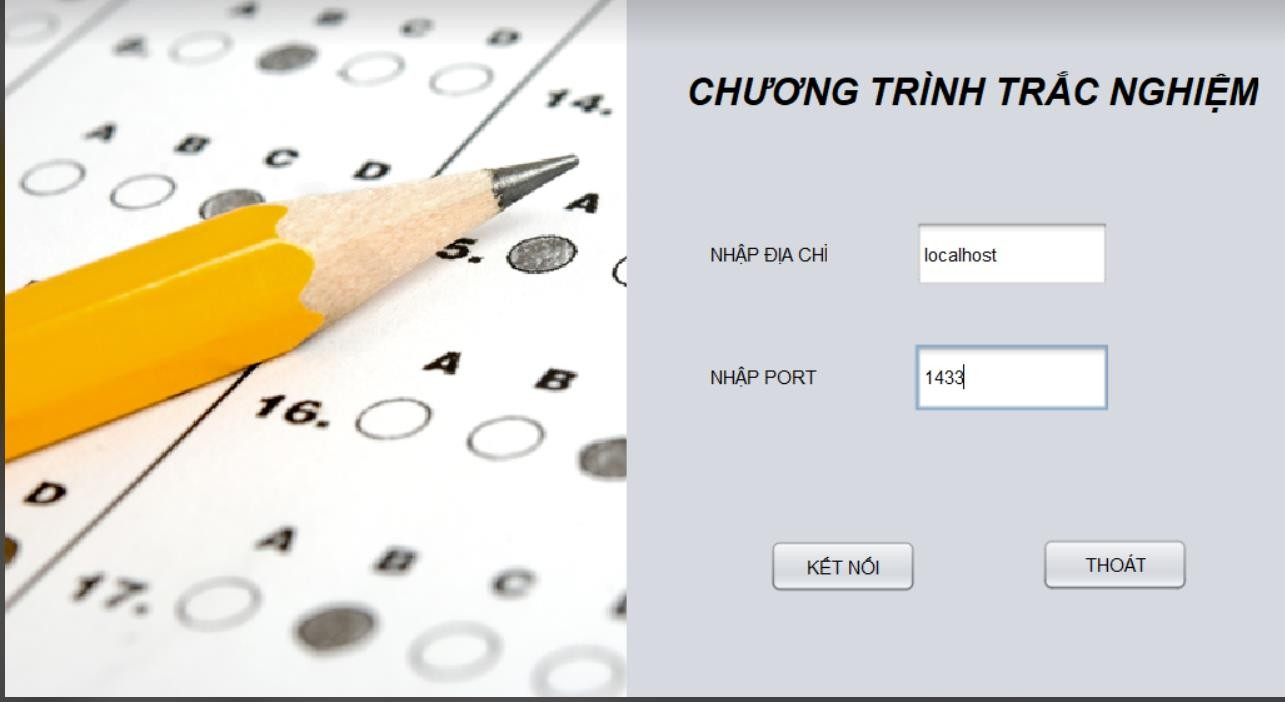 A B C D
14.
A B C D
A
5.
A B
16.
D
A B C
17.
CHƯƠNG TRÌNH TRẮC NGHIỆM
NHẬP ĐỊA CHỈ localhost
NHẬP PORT 1433
KẾT NỐI THOÁT